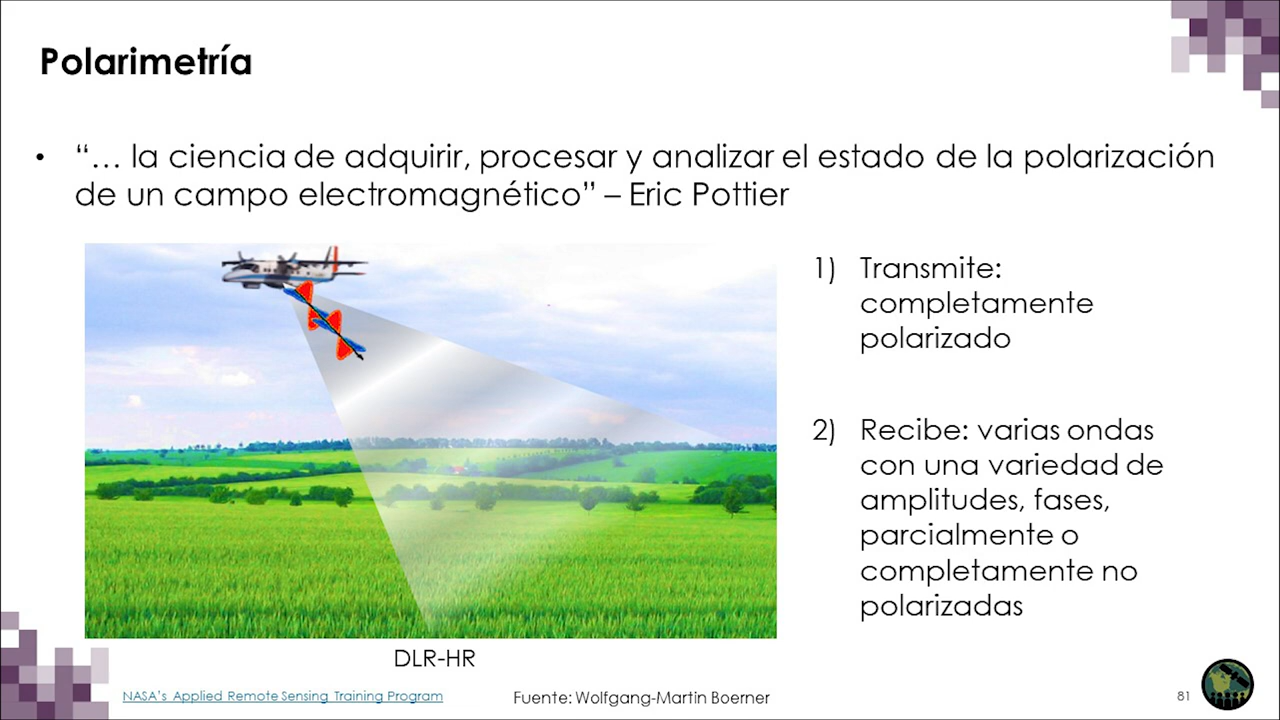 Polarimetría
• “… la ciencia de adquirir, procesar y analizar el estado de la polarización
de un campo electromagnético” – Eric Pottier
1) Transmite:
completamente
polarizado
2) Recibe: varias ondas
con una variedad de
amplitudes, fases,
parcialmente o
completamente no
polarizadas
DLR-HR
NASA’s Applied Remote Sensing Training Program
Fuente: Wolfgang-Martin Boerner
81